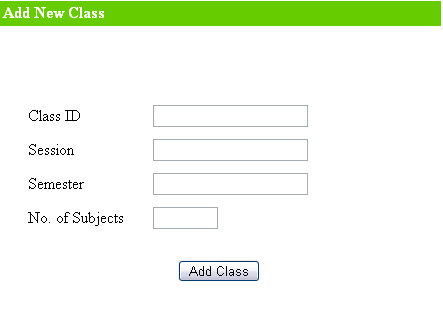 Add New Class
Class ID
Session
Semester
No. of Subjects
Add Class